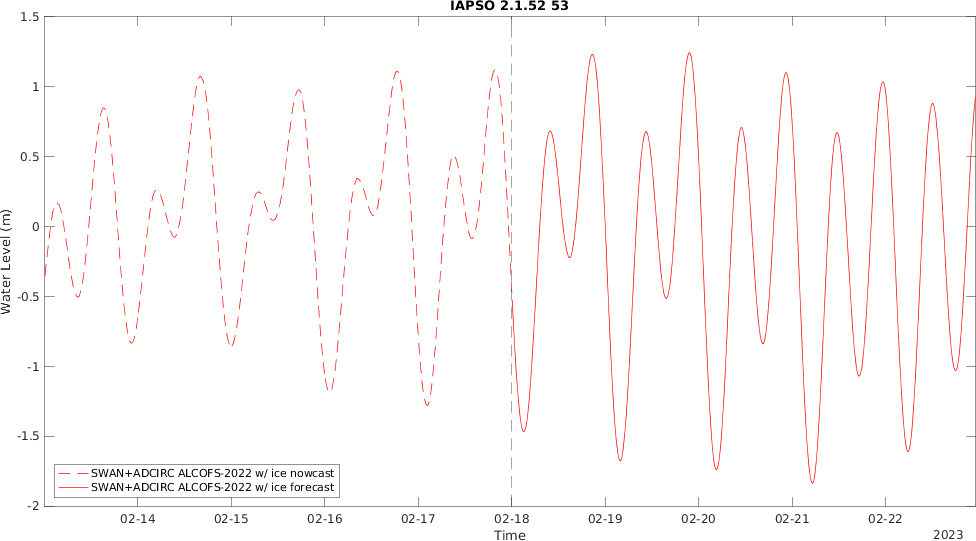 IAPSO 2.1.52 53
1.5
1
0.5
0
-0.5
-1
-1.5
-2
Water Level (m)
SWAN+ADCIRC ALCOFS-2022 w/ ice nowcast
SWAN+ADCIRC ALCOFS-2022 w/ ice forecast
02-14 02-15 02-16 02-17 02-18 02-19 02-20 02-21 02-22
Time
2023